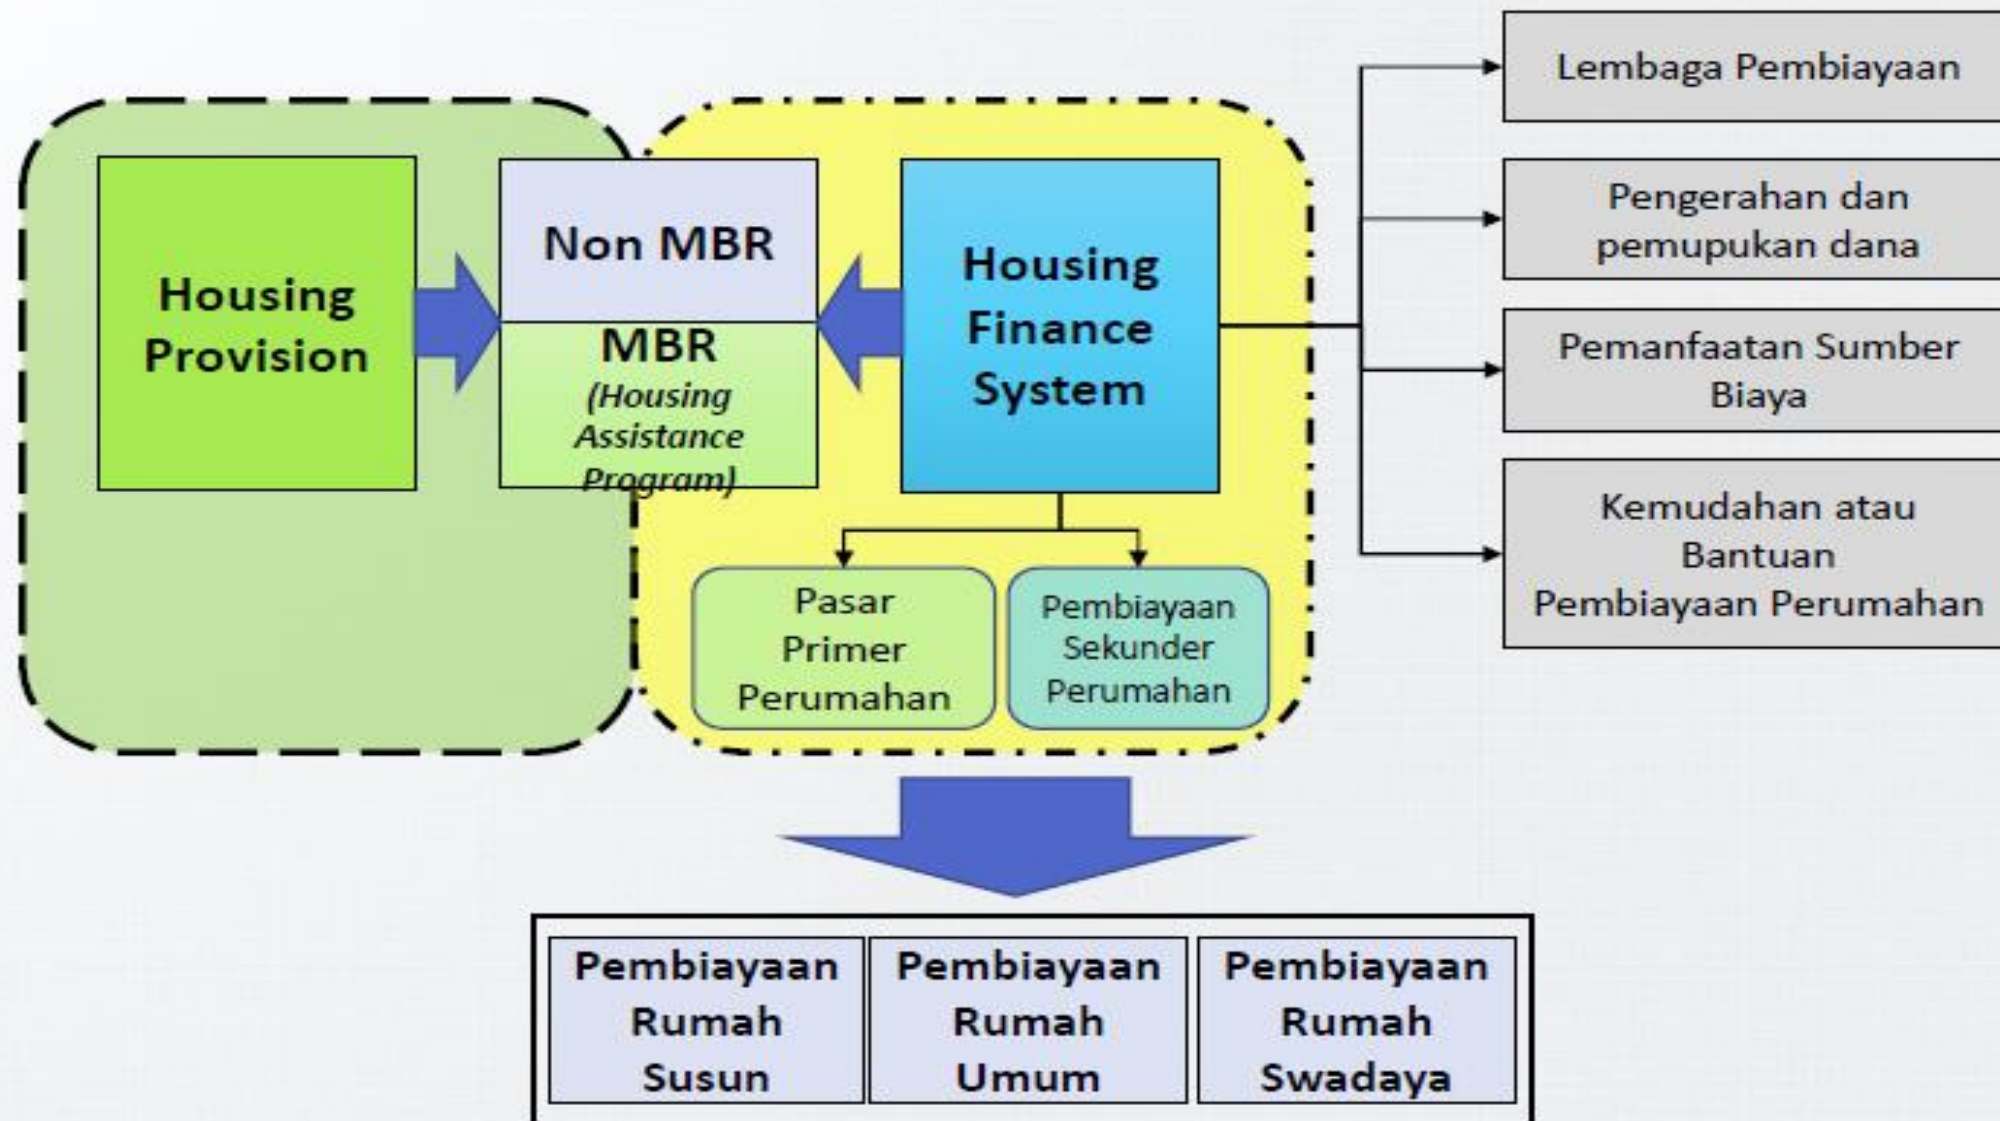 Housing
Provision
Non MBR
MBR
(Housing
Assistance
Program)
Housing
Finance
System
Pasar
Primer
Perumahan
Pembiayaan
Sekunder
Perumahan
Lembaga Pembiayaan
Pengerahan dan
pemupukan dana
Pemanfaatan Sumber
Biaya
Kemudahan atau
Bantuan
Pembiayaan Perumahan
Pembiayaan
Rumah
Susun
Pembiayaan
Rumah
Umum
Pembiayaan
Rumah
Swadaya